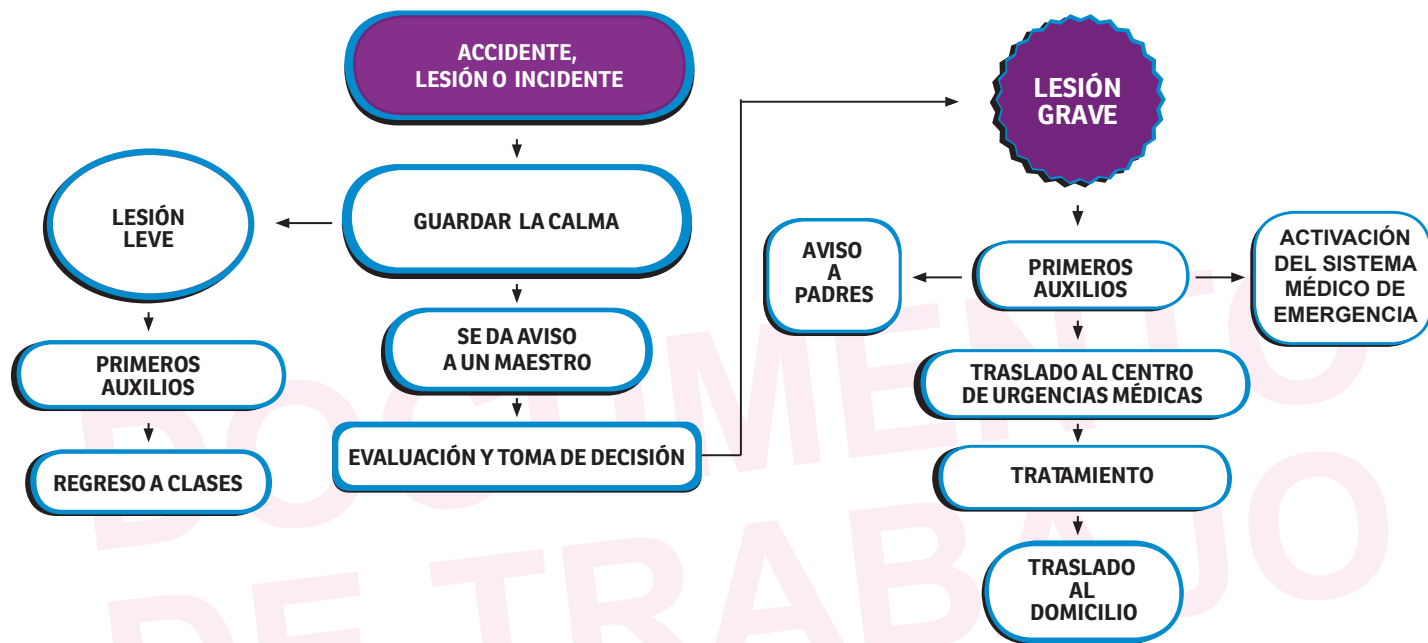 ACCIDENTE,
LESIÓN O INCIDENTE
LESIÓN
GRAVE
LESIÓN
LEVE
GUARDAR LA CALMA
AVISO
A
PADRES
PRIMEROS
AUXILIOS
ACTIVACIÓN
DEL SISTEMA
MÉDICO DE
EMERGENCIA
PRIMEROS
AUXILIOS
SE DA AVISO
A UN MAESTRO
TRASLADO AL CENTRO
DE URGENCIAS MÉDICAS
REGRESO A CLASES
EVALUACIÓN Y TOMA DE DECISIÓN
TRATAMIENTO
TRASLADO
AL
DOMICILIO
DOCUMENTO
DE TRABAJO